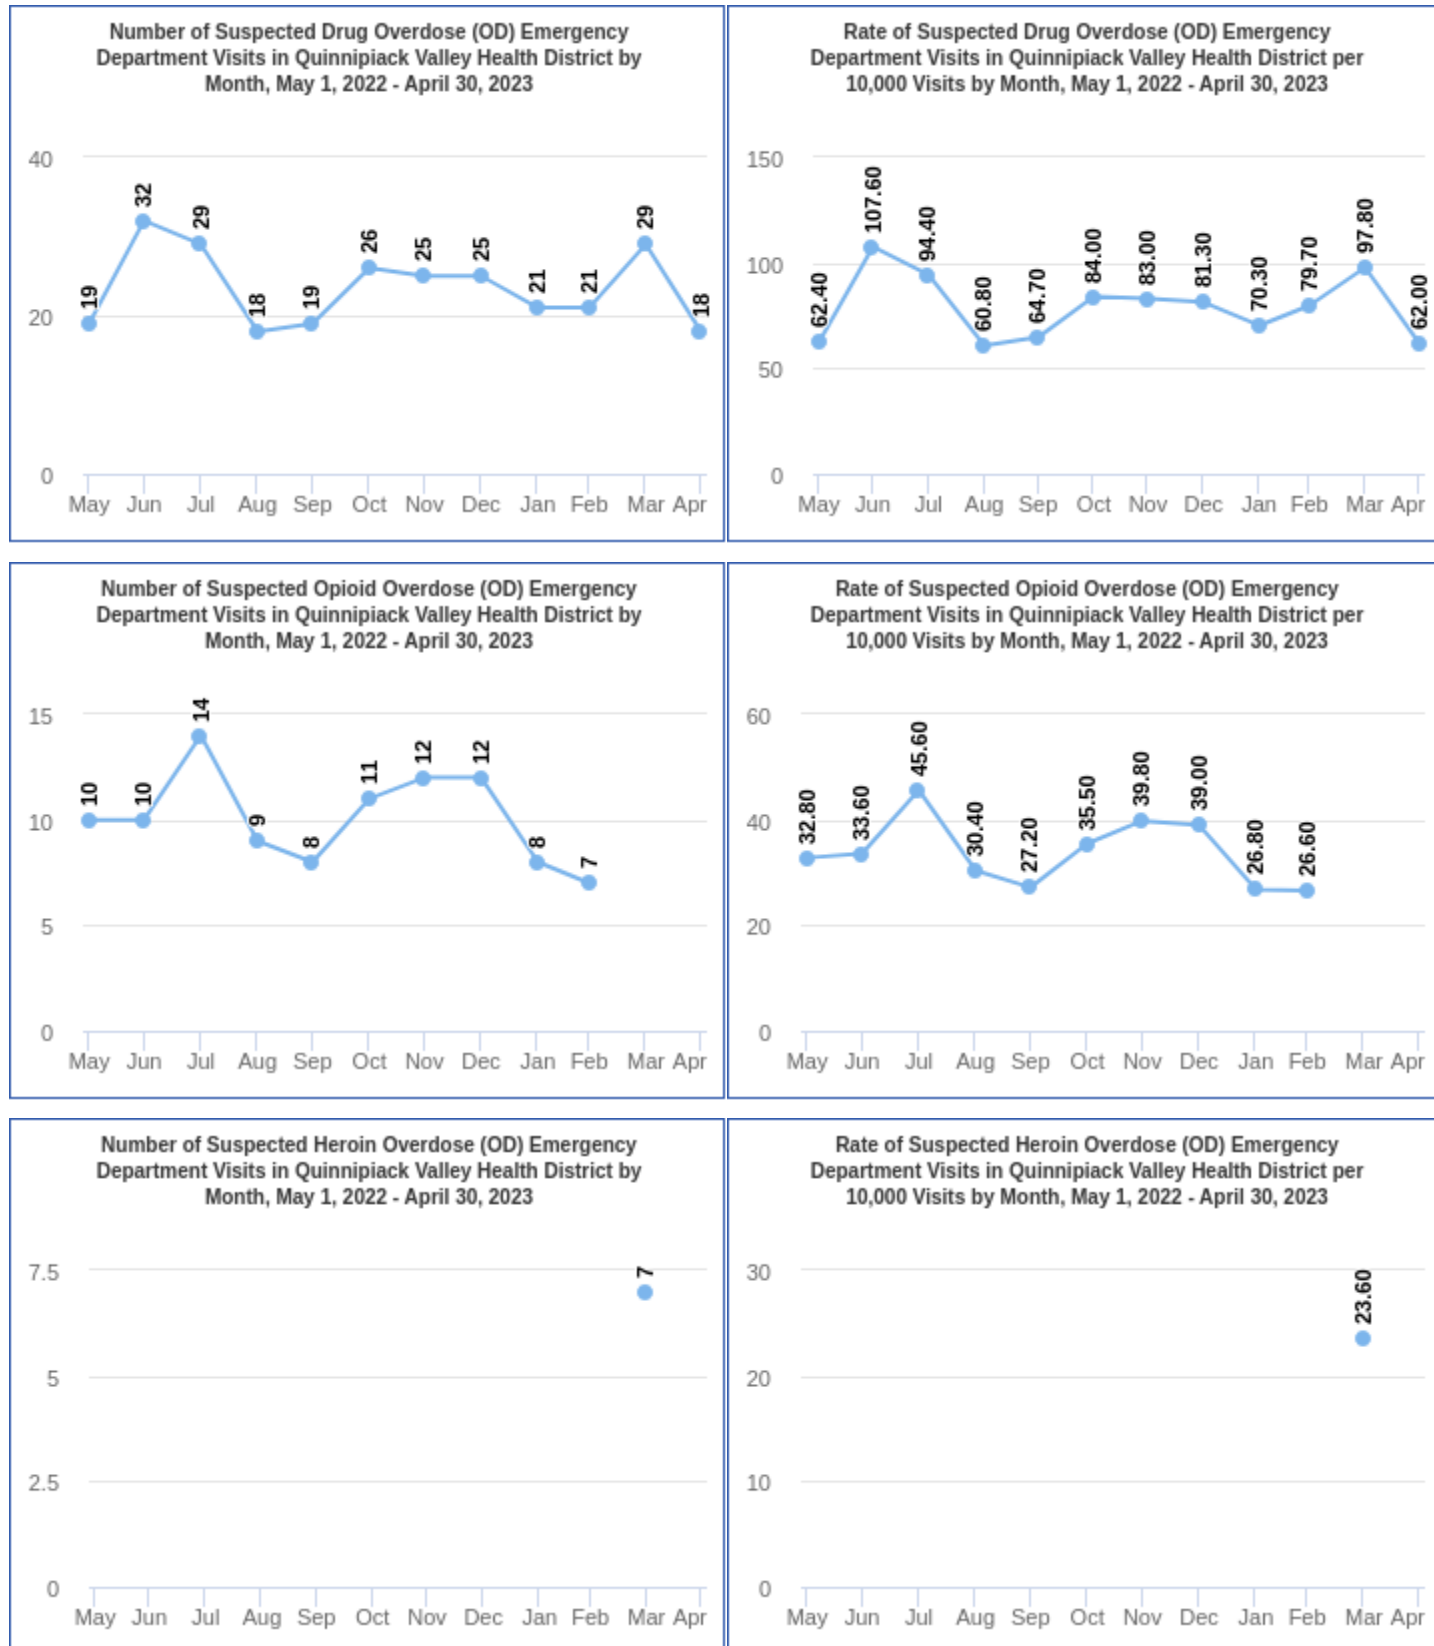 Number of Suspected Drug Overdose (OD) Emergency
Department Visits in Quinnipiack Valley Health District by
Month, May 1, 2022 - April 30, 2023
40
20
0
19
32
29
18
19
26
25
25
21
21
29
18
May Jun Jul Aug Sep Oct Nov Dec Jan Feb Mar Apr
Rate of Suspected Drug Overdose (OD) Emergency
Department Visits in Quinnipiack Valley Health District per
10,000 Visits by Month, May 1, 2022 - April 30, 2023
150
100
50
0
62.40
107.60
94.40
60.80
64.70
84.00
83.00
81.30
70.30
79.70
97.80
62.00
May Jun Jul Aug Sep Oct Nov Dec Jan Feb Mar Apr
Number of Suspected Opioid Overdose (OD) Emergency
Department Visits in Quinnipiack Valley Health District by
Month, May 1, 2022 - April 30, 2023
15
10
5
0
10
10
14
9
8
11
12
12
8
7
May Jun Jul Aug Sep Oct Nov Dec Jan Feb Mar Apr
Rate of Suspected Opioid Overdose (OD) Emergency
Department Visits in Quinnipiack Valley Health District per
10,000 Visits by Month, May 1, 2022 - April 30, 2023
60
40
20
0
32.80
33.60
45.60
30.40
27.20
35.50
39.80
39.00
26.80
26.60
May Jun Jul Aug Sep Oct Nov Dec Jan Feb Mar Apr
Number of Suspected Heroin Overdose (OD) Emergency
Department Visits in Quinnipiack Valley Health District by
Month, May 1, 2022 - April 30, 2023
7.5
5
2.5
0
7
May Jun Jul Aug Sep Oct Nov Dec Jan Feb Mar Apr
Rate of Suspected Heroin Overdose (OD) Emergency
Department Visits in Quinnipiack Valley Health District per
10,000 Visits by Month, May 1, 2022 - April 30, 2023
30
20
10
0
23.60
May Jun Jul Aug Sep Oct Nov Dec Jan Feb Mar Apr